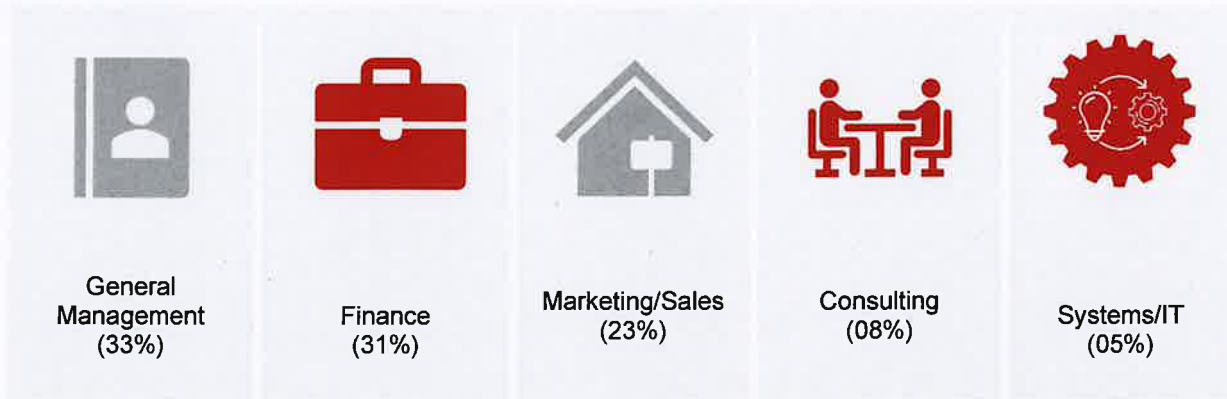 General
Management
(33%)
Finance
(31%)
Marketing/Sales
(23%)
Consulting
(08%)
Systems/IT
(05%)